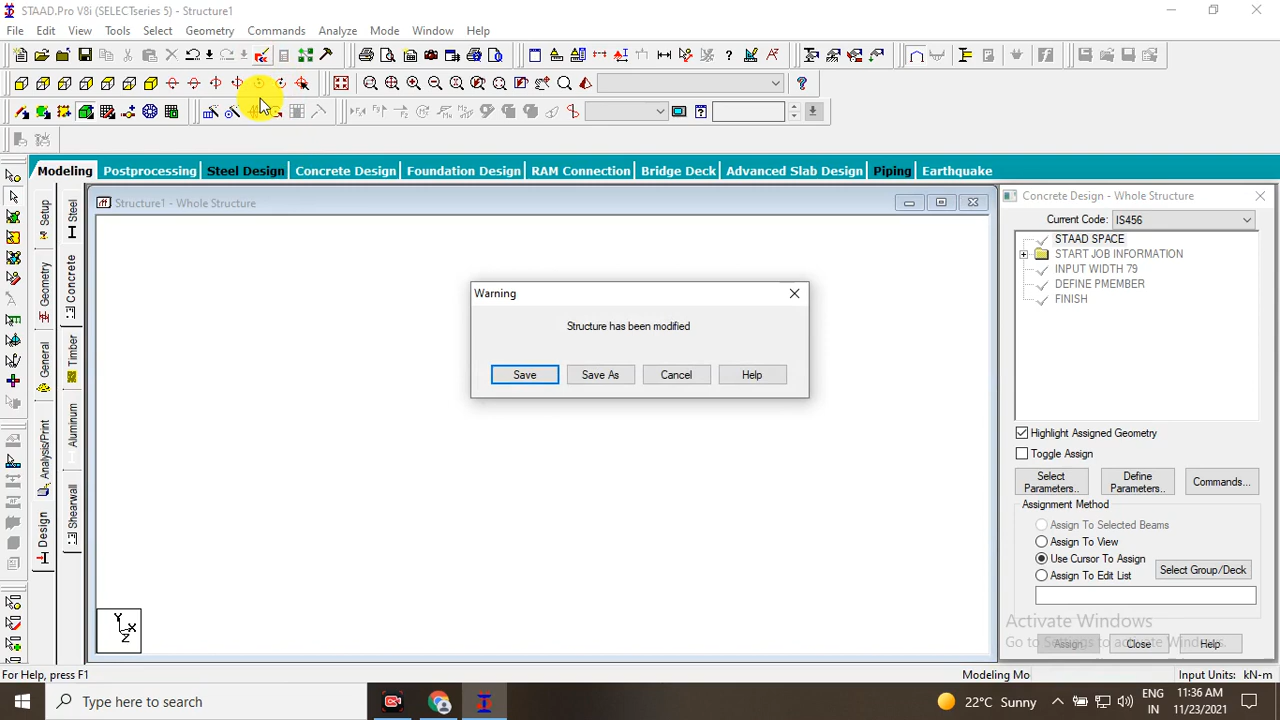 STAAD.Pro V8i (SELECTseries 5) - Structure1
File Edit View Tools Select Geometry Commands Analyze Mode Window Help
Modeling Postprocessing Steel Design Concrete Design Foundation Design RAM Connection Bridge Deck Advanced Slab Design Piping Earthquake
Setup
Geometry
General
Analysis/Print
Design
Steel
Concrete
Timber
Aluminum
Shearwall
Structure1 - Whole Structure
Warning
Structure has been modified
Save Save As Cancel Help
Y
X
Z
Concrete Design - Whole Structure
Current Code: IS456
STAAD SPACE
START JOB INFORMATION
INPUT WIDTH 79
DEFINE PMEMBER
FINISH
Highlight Assigned Geometry
Toggle Assign
Select Parameters..
Define Parameters..
Commands...
Assignment Method
Assign To Selected Beams
Assign To View
Use Cursor To Assign
Select Group/Deck
Assign To Edit List
Activate Windows
Go to Settings to activate Windows.
Assign Close Help
For Help, press F1
Modeling Mo
Input Units: kN-m
Type here to search
22°C Sunny
ENG
IN
11:36 AM
11/23/2021